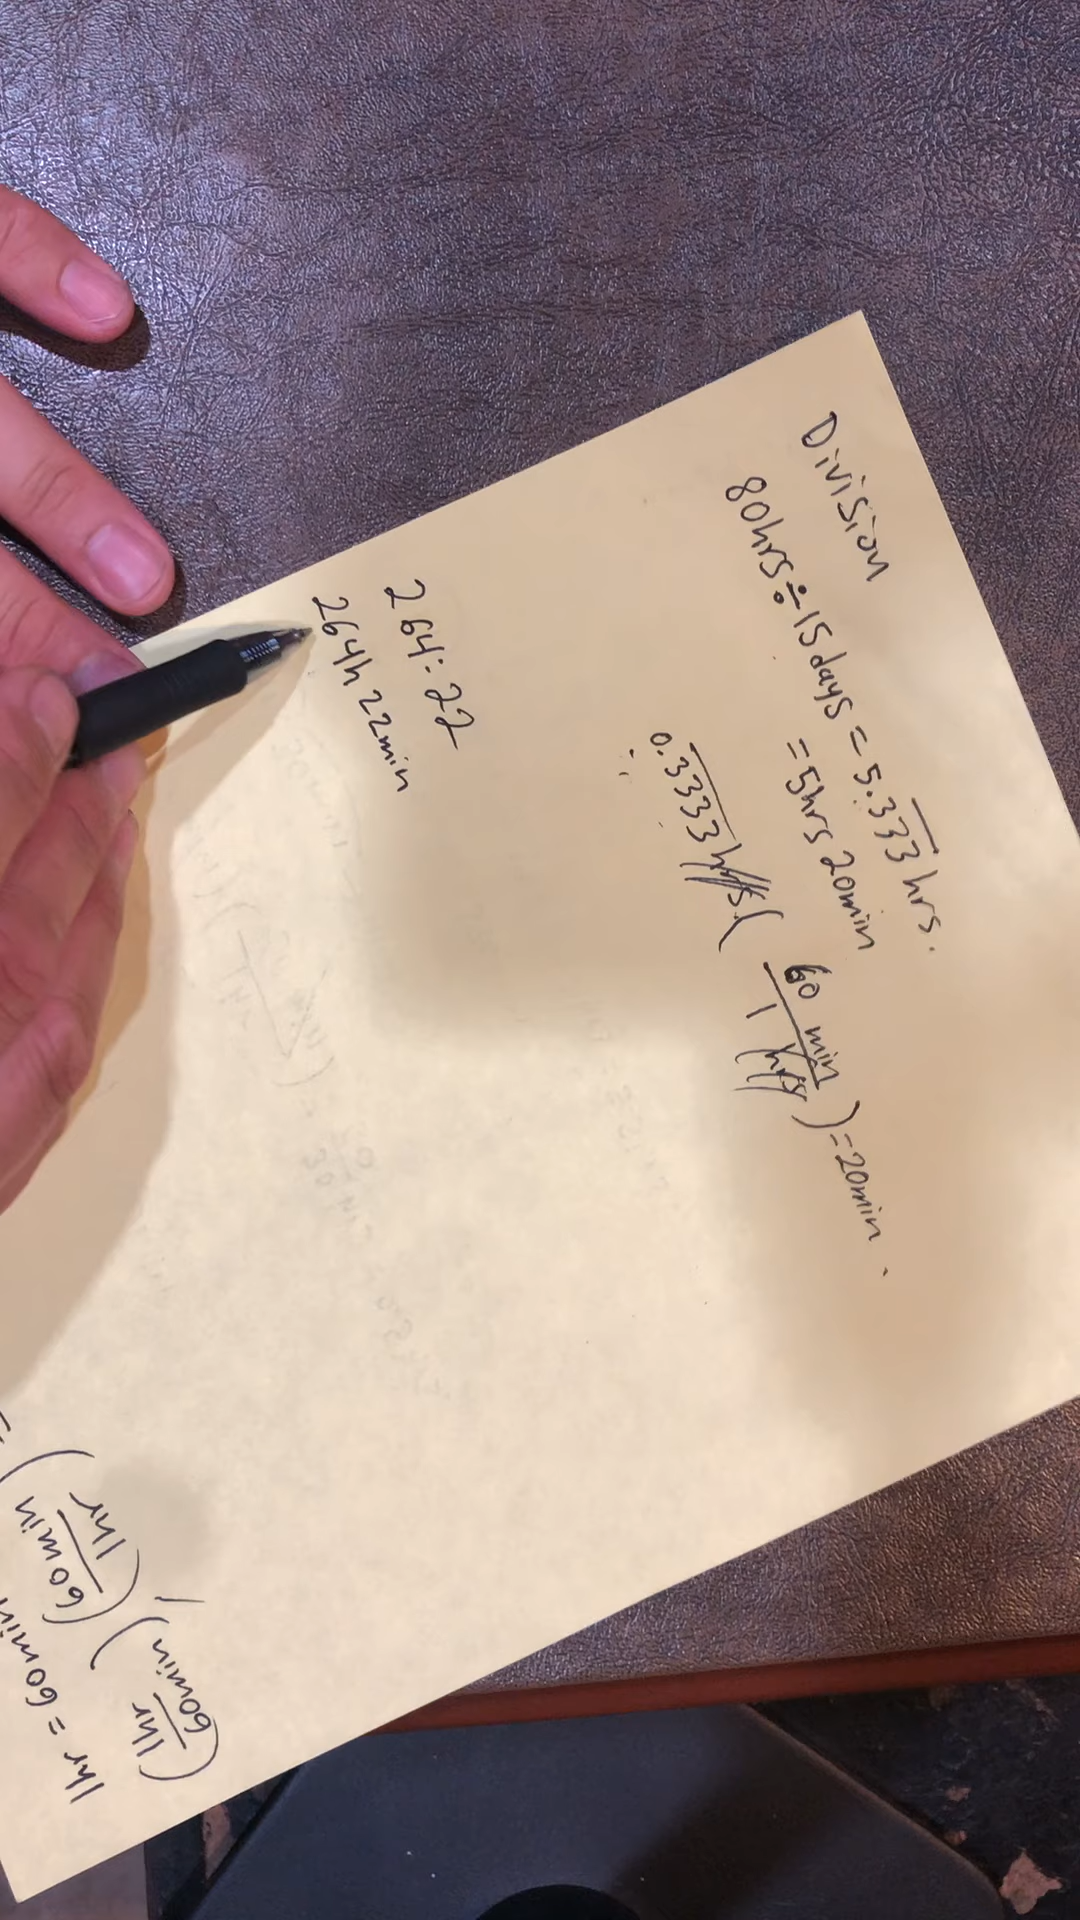 Division
80hrs ÷ 15 days = 5.333 hrs.
= 5hrs 20min
0.3333 hrs ( 60 min / 1 hrs ) = 20min.
264:22
264h 22min
1hr = 60min
( 60min / 1hr ) =
( 1hr / 60min )